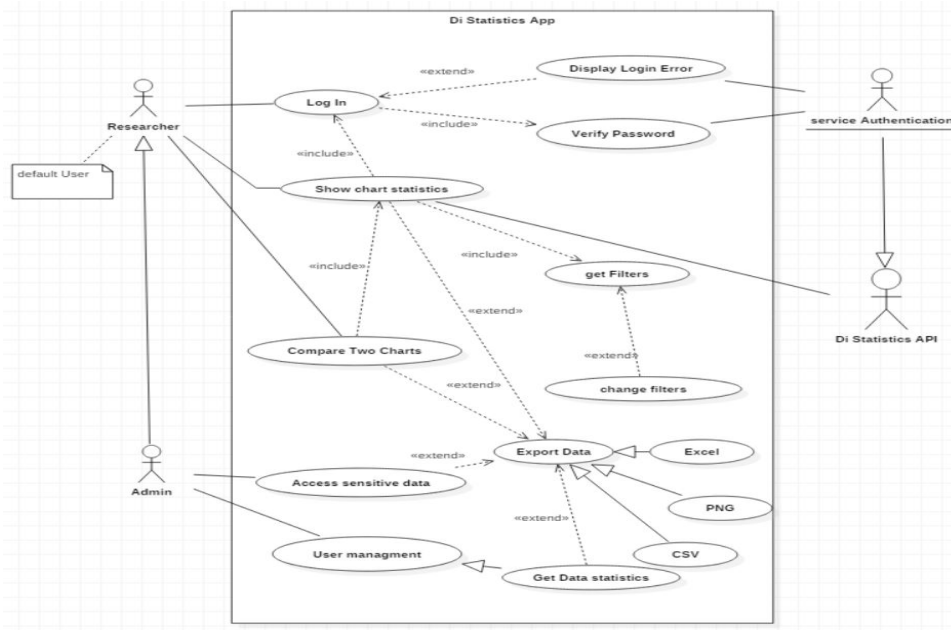 Di Statistics App
«extend»
Display Login Error
Log In
service Authentication
Researcher
«include»
Verify Password
«include»
default User
Show chart statistics
«include»
«include»
get Filters
«extend»
Di Statistics API
Compare Two Charts
«extend»
«extend»
change filters
«extend»
Export Data
Excel
Admin
Access sensitive data
PNG
«extend»
User managment
CSV
Get Data statistics